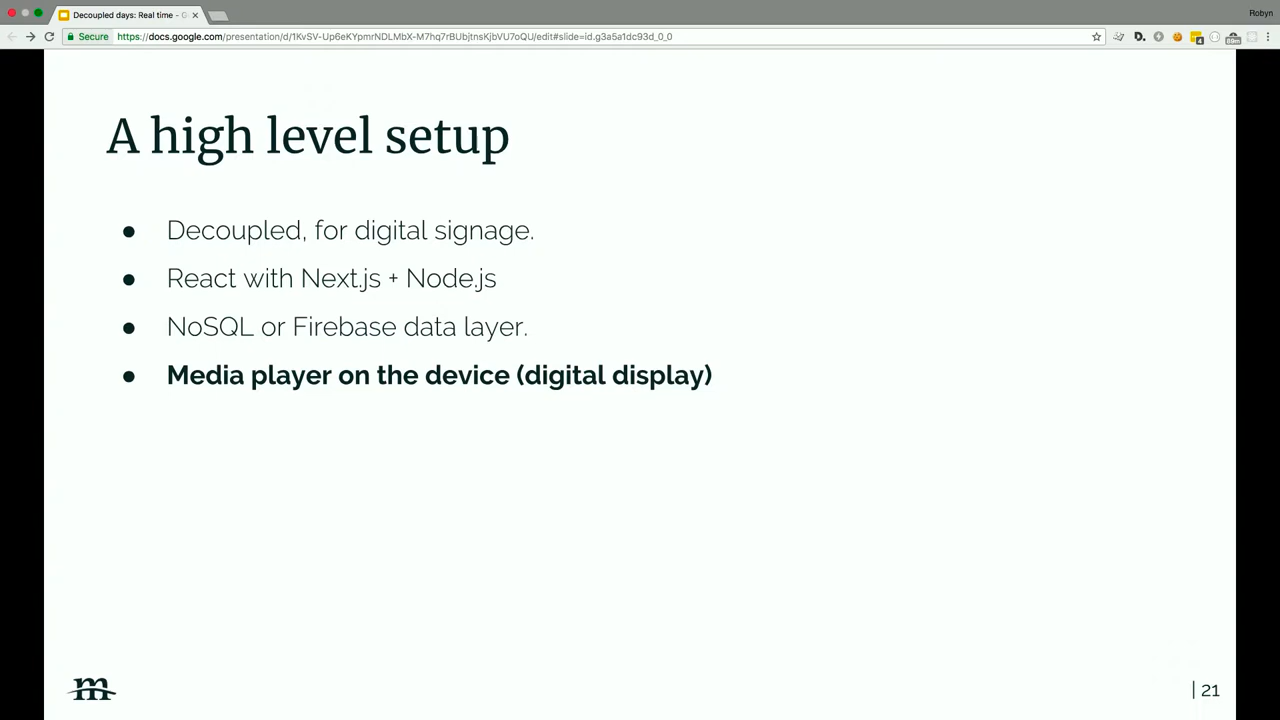 Decoupled days: Real time - G
Robyn
Secure
https://docs.google.com/presentation/d/1KvSV-Up6eKYpmrNDLMbX-M7hq7rBUbjtnsKjbVU7oQU/edit#slide=id.g3a5a1dc93d_0_0
A high level setup
● Decoupled, for digital signage.
● React with Next.js + Node.js
● NoSQL or Firebase data layer.
● Media player on the device (digital display)
m
| 21